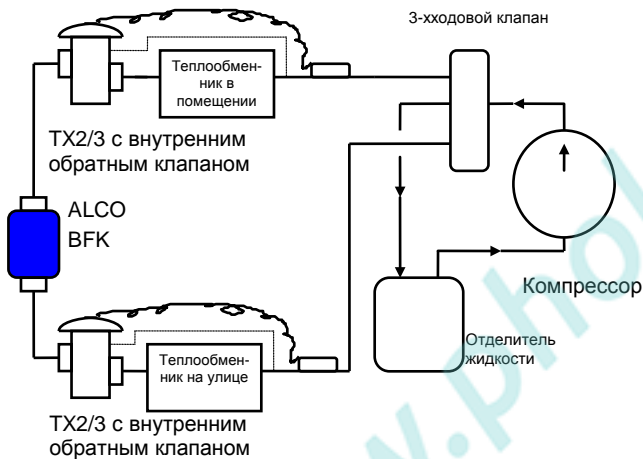 3-хходовой клапан
Теплообмен-
ник в
помещении
TX2/3 с внутренним
обратным клапаном
ALCO
BFK
Компрессор
Отделитель
жидкости
Теплообмен-
ник на улице
TX2/3 с внутренним
обратным клапаном
w.phol